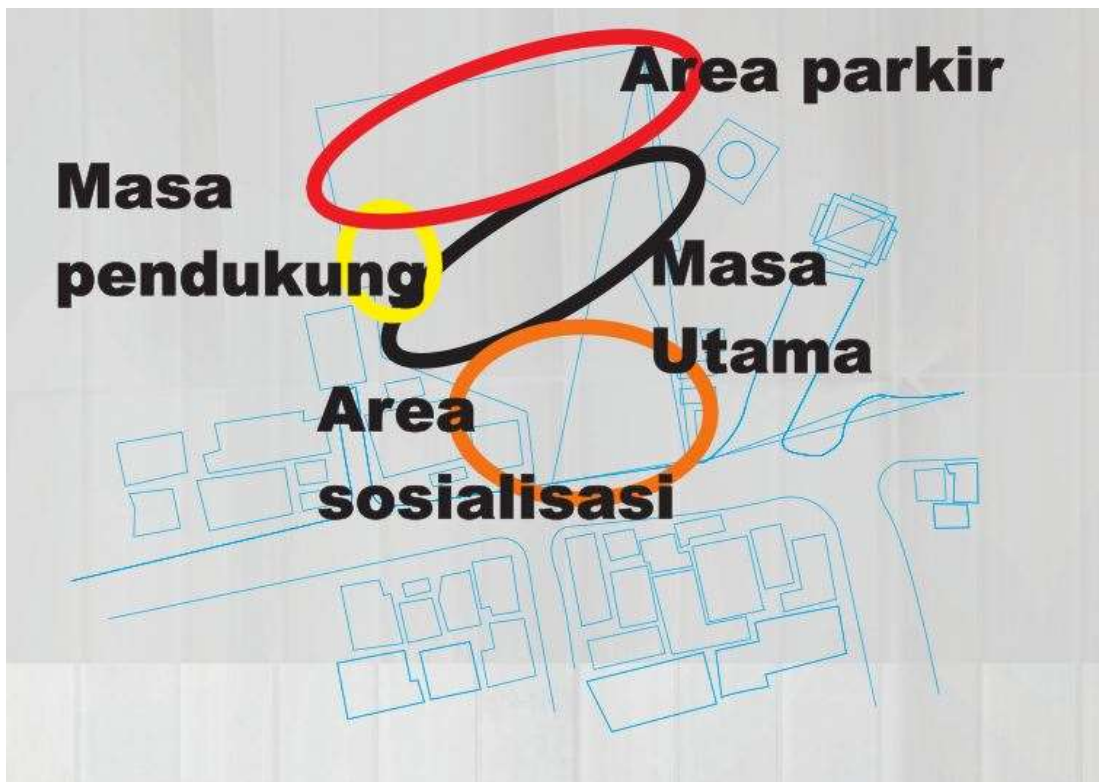 Area parkir
Masa
pendukung
Masa
Utama
Area
sosialisasi